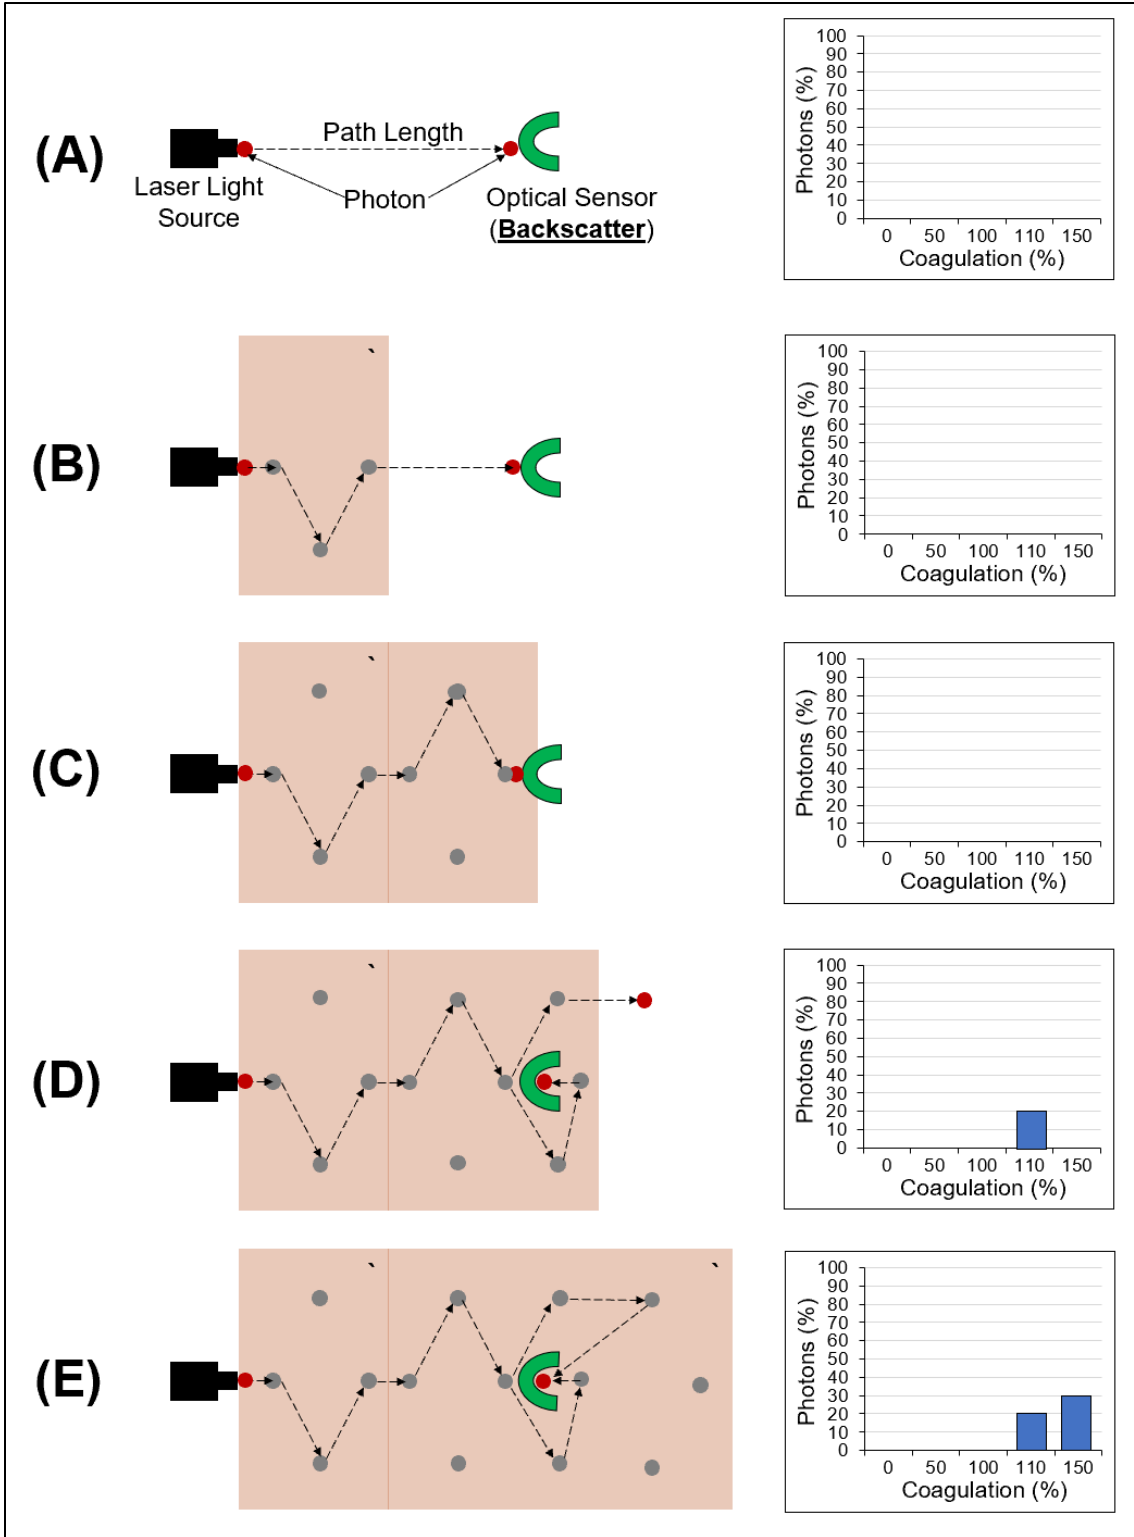 (A)
Path Length
Laser Light
Source
Photon
Optical Sensor
(Backscatter)
Photons (%)
100
90
80
70
60
50
40
30
20
10
0
0 50 100 110 150
Coagulation (%)
(B)
`
Photons (%)
100
90
80
70
60
50
40
30
20
10
0
0 50 100 110 150
Coagulation (%)
(C)
`
Photons (%)
100
90
80
70
60
50
40
30
20
10
0
0 50 100 110 150
Coagulation (%)
(D)
`
Photons (%)
100
90
80
70
60
50
40
30
20
10
0
0 50 100 110 150
Coagulation (%)
(E)
` `
Photons (%)
100
90
80
70
60
50
40
30
20
10
0
0 50 100 110 150
Coagulation (%)